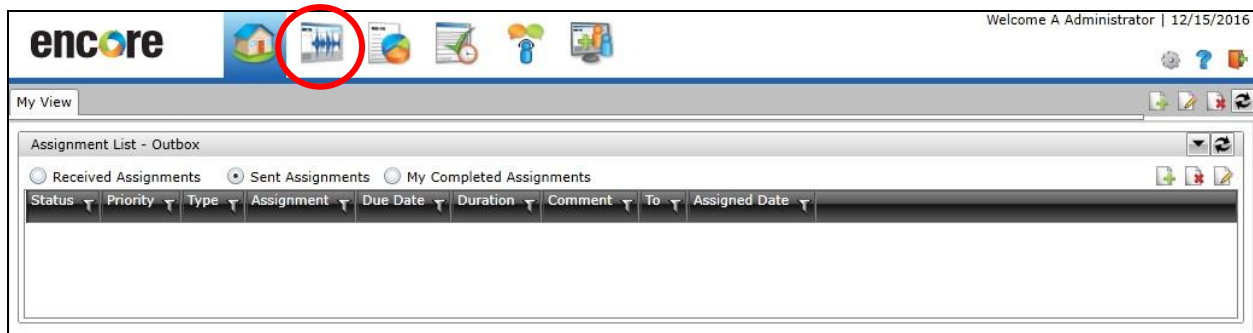 Welcome A Administrator | 12/15/2016
encore
My View
Assignment List - Outbox
Received Assignments Sent Assignments My Completed Assignments
Status Priority Type Assignment Due Date Duration Comment To Assigned Date